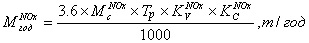 M_год^NOx = 3.6 × M_c^NOx × T_p × K_V^NOx × K_C^NOx / 1000 , т/год